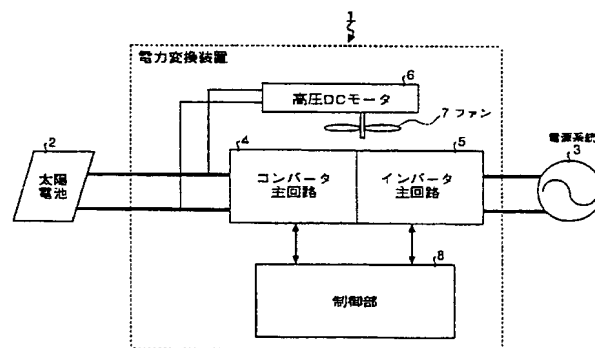 1
電力変換装置
6
高圧DCモータ
7 ファン
2
太陽
電池
4
コンバータ
主回路
5
インバータ
主回路
電源系統
3
8
制御部